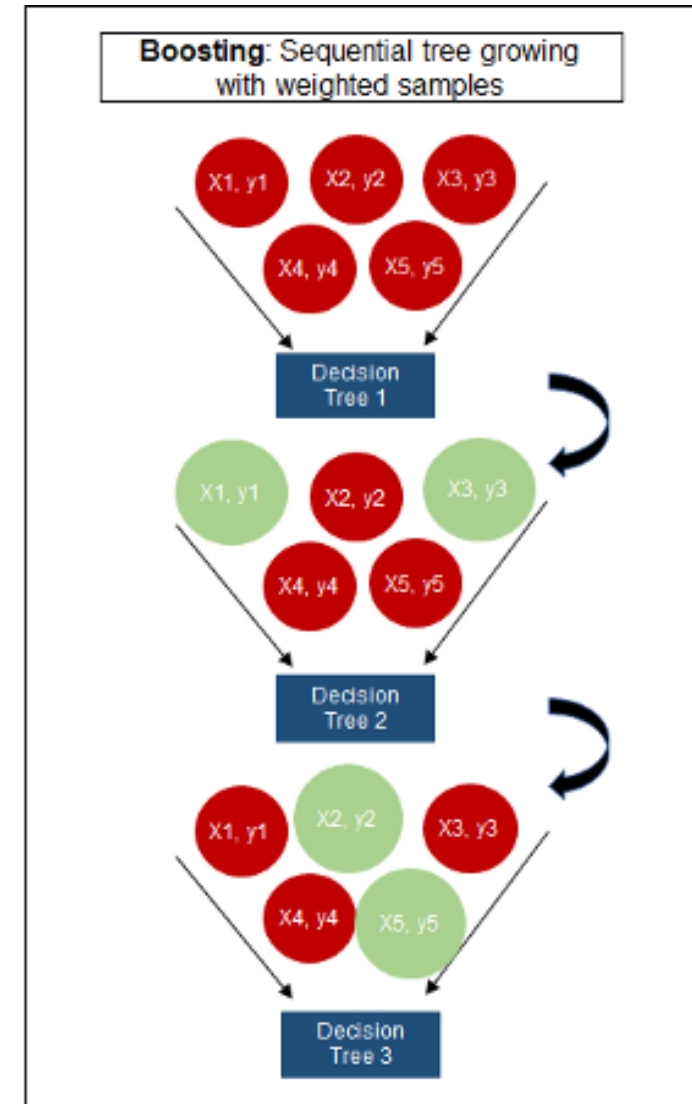 Boosting: Sequential tree growing
with weighted samples
X1, y1
X2, y2
X3, y3
X4, y4
X5, y5
Decision
Tree 1
X1, y1
X2, y2
X3, y3
X4, y4
X5, y5
Decision
Tree 2
X1, y1
X2, y2
X3, y3
X4, y4
X5, y5
Decision
Tree 3